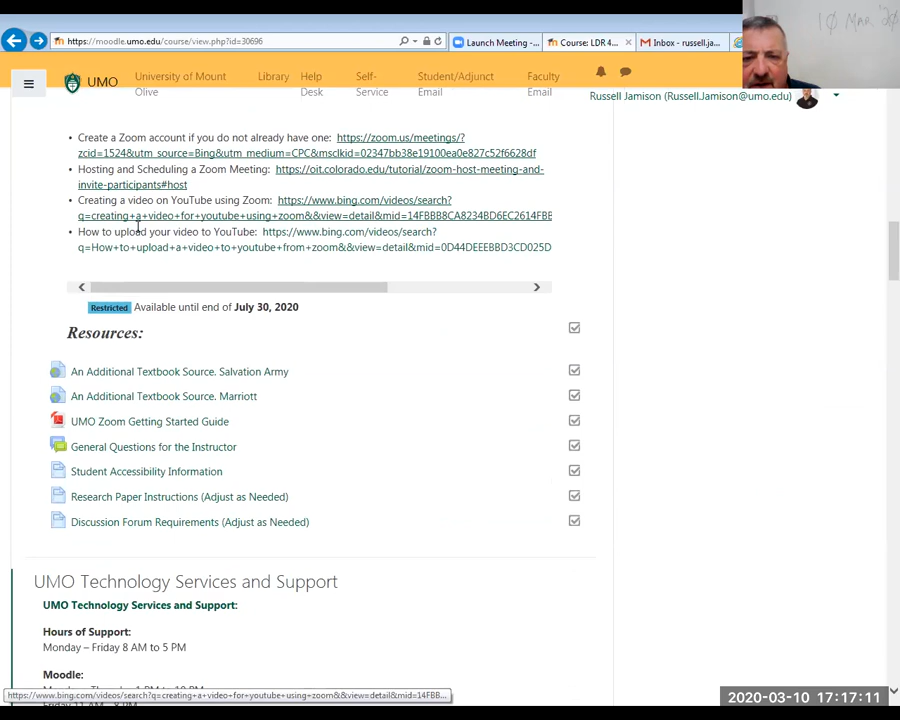 10 Mar '20
https://moodle.umo.edu/course/view.php?id=30696
Launch Meeting -...
Course: LDR 4...
Inbox - russell.ja...
UMO
University of Mount Olive
Library
Help Desk
Self-Service
Student/Adjunct Email
Faculty Email
Russell Jamison (Russell.Jamison@umo.edu)
• Create a Zoom account if you do not already have one: https://zoom.us/meetings/?
zcid=1524&utm_source=Bing&utm_medium=CPC&msclkid=02347bb38e19100ea0e827c52f6628df
• Hosting and Scheduling a Zoom Meeting: https://oit.colorado.edu/tutorial/zoom-host-meeting-and-
invite-participants#host
• Creating a video on YouTube using Zoom: https://www.bing.com/videos/search?
q=creating+a+video+for+youtube+using+zoom&&view=detail&mid=14FBBB8CA8234BD6EC2614FBB
• How to upload your video to YouTube: https://www.bing.com/videos/search?
q=How+to+upload+a+video+to+youtube+from+zoom&&view=detail&mid=0D44DEEEBBD3CD025D
Restricted Available until end of July 30, 2020
Resources:
An Additional Textbook Source. Salvation Army
An Additional Textbook Source. Marriott
UMO Zoom Getting Started Guide
General Questions for the Instructor
Student Accessibility Information
Research Paper Instructions (Adjust as Needed)
Discussion Forum Requirements (Adjust as Needed)
UMO Technology Services and Support
UMO Technology Services and Support:
Hours of Support:
Monday – Friday 8 AM to 5 PM
Moodle:
https://www.bing.com/videos/search?q=creating+a+video+for+youtube+using+zoom&&view=detail&mid=14FBB...
2020-03-10 17:17:11